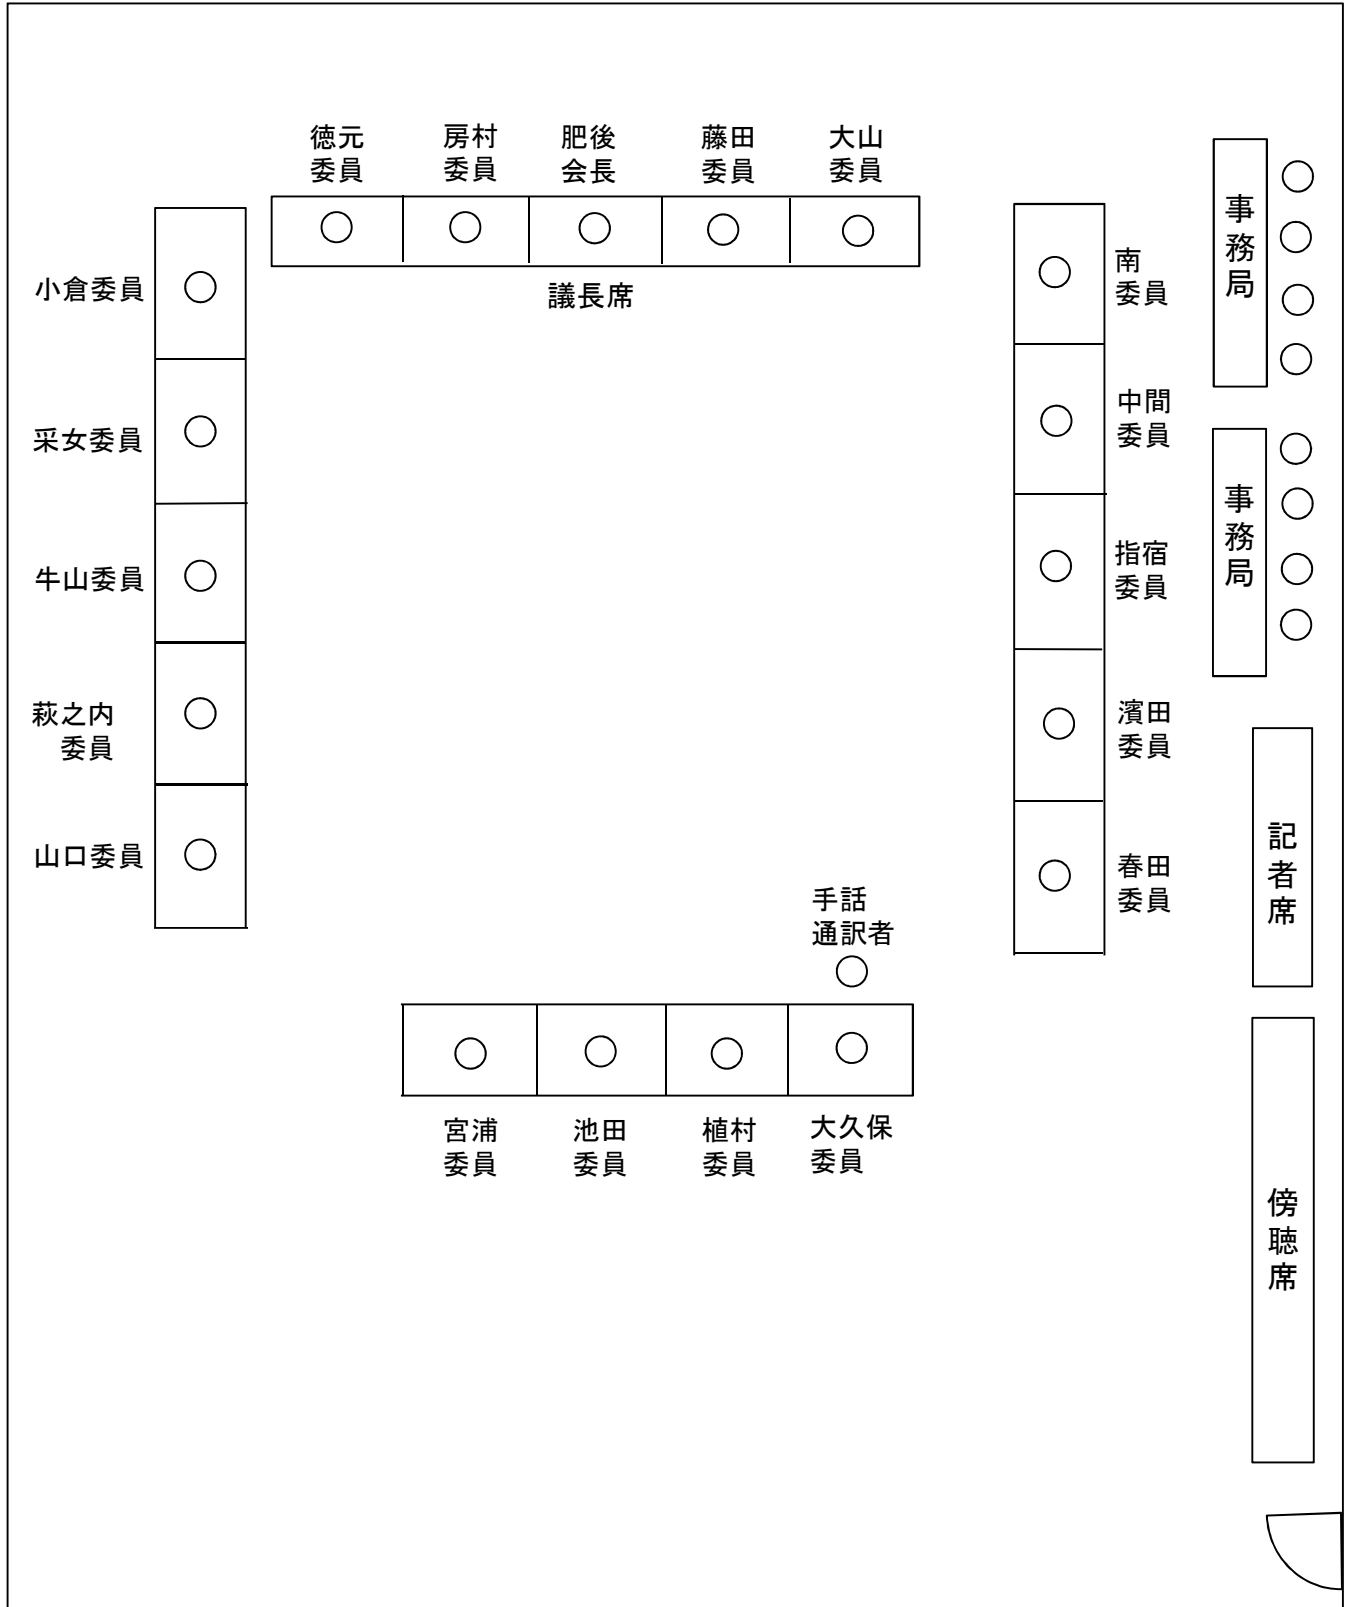 徳元
委員
房村
委員
肥後
会長
藤田
委員
大山
委員
議長席
小倉委員
采女委員
牛山委員
萩之内
委員
山口委員
南
委員
中間
委員
指宿
委員
濱田
委員
春田
委員
事務局
事務局
記者席
傍聴席
手話
通訳者
宮浦
委員
池田
委員
植村
委員
大久保
委員